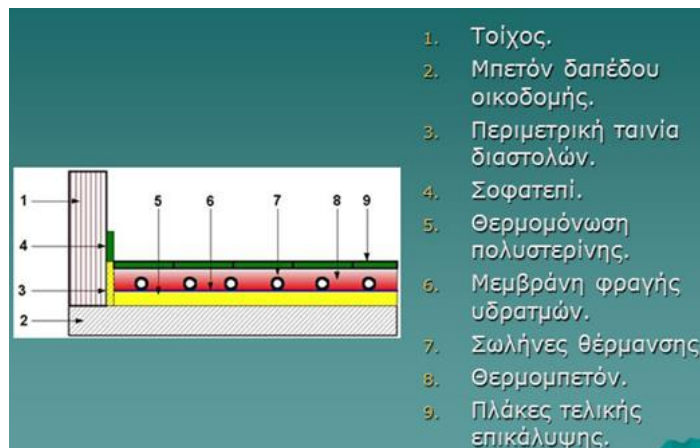 1. Τοίχος.
2. Μπετόν δαπέδου
οικοδομής.
3. Περιμετρική ταινία
διαστολών.
4. Σοφατεπί.
5. Θερμομόνωση
πολυστερίνης.
6. Μεμβράνη φραγής
υδρατμών.
7. Σωλήνες θέρμανσης
8. Θερμομπετόν.
9. Πλάκες τελικής
επικάλυψης.
1
5 6 7 8 9
4
3
2